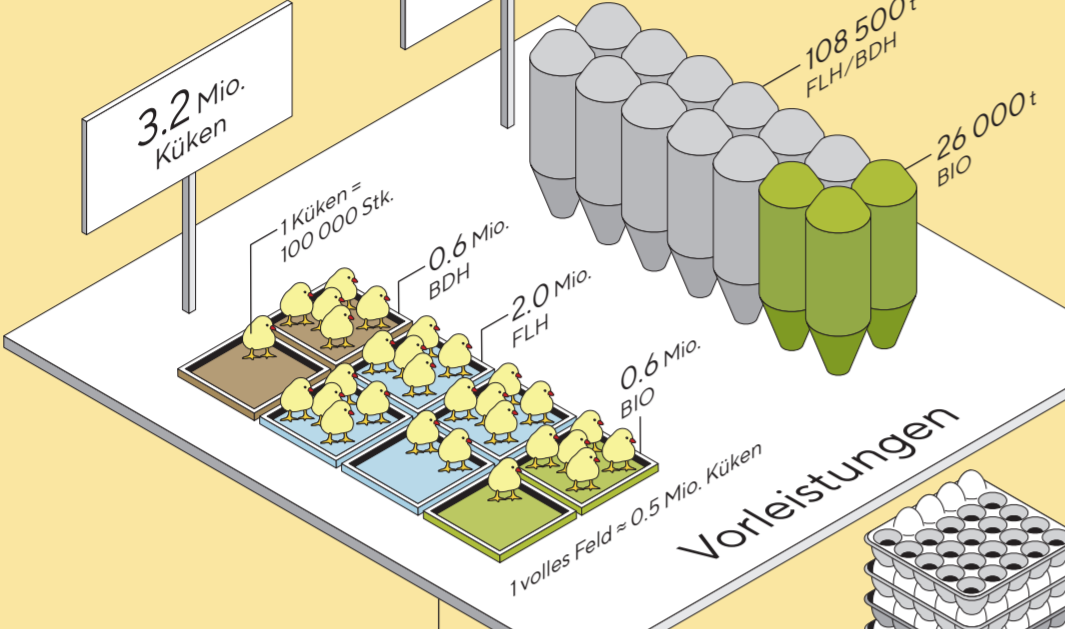 3.2 Mio.
Küken
108 500 t
FLH/BDH
26 000 t
BIO
1 Küken =
100 000 Stk.
0.6 Mio.
BDH
2.0 Mio.
FLH
0.6 Mio.
BIO
1 volles Feld ≈ 0.5 Mio. Küken
Vorleistungen